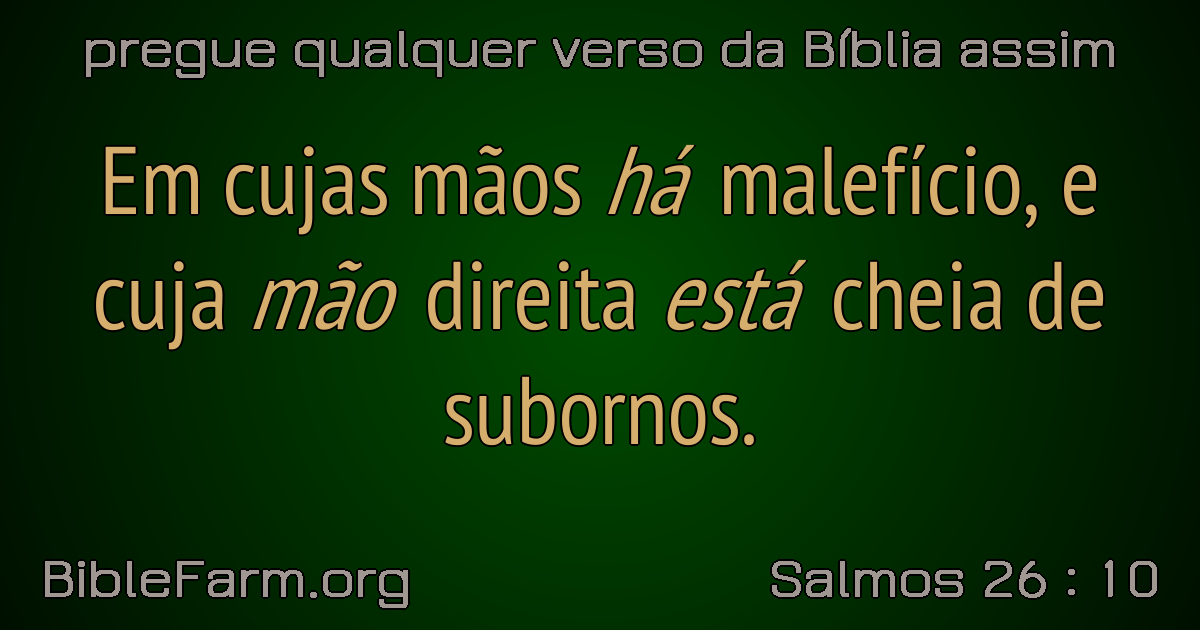 pregue qualquer verso da Bíblia assim
Em cujas mãos há malefício, e
cuja mão direita está cheia de
subornos.
BibleFarm.org
Salmos 26 : 10